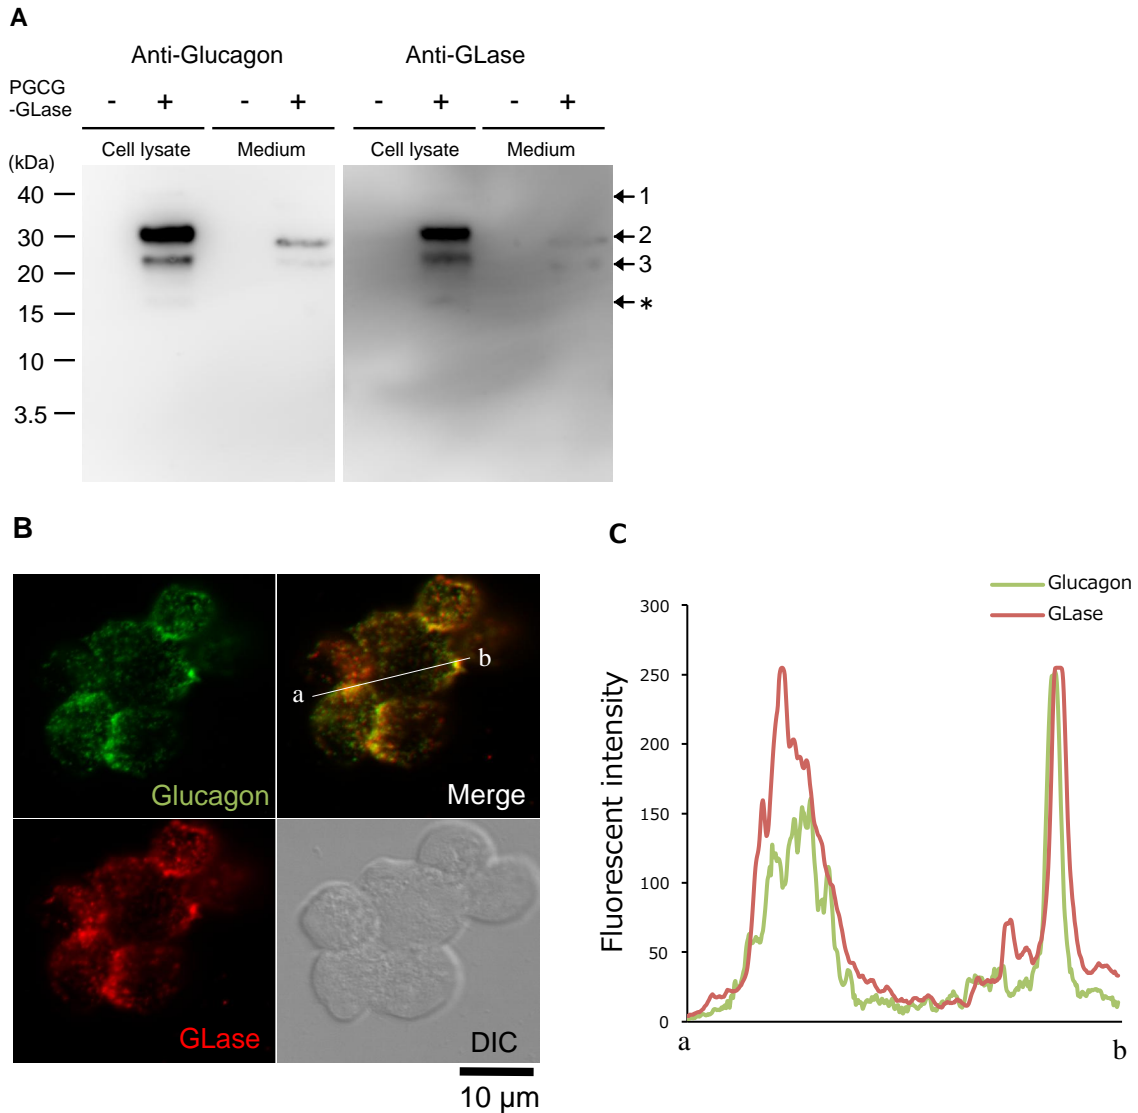 A
Anti-Glucagon Anti-GLase
PGCG
-GLase
- + - + - + - +
Cell lysate Medium Cell lysate Medium
(kDa)
40 1
30 2
20 3
15 *
10
3.5
B
C
Glucagon
Merge
a b
GLase
DIC
10 μm
Glucagon
GLase
Fluorescent intensity
300
250
200
150
100
50
0
a b